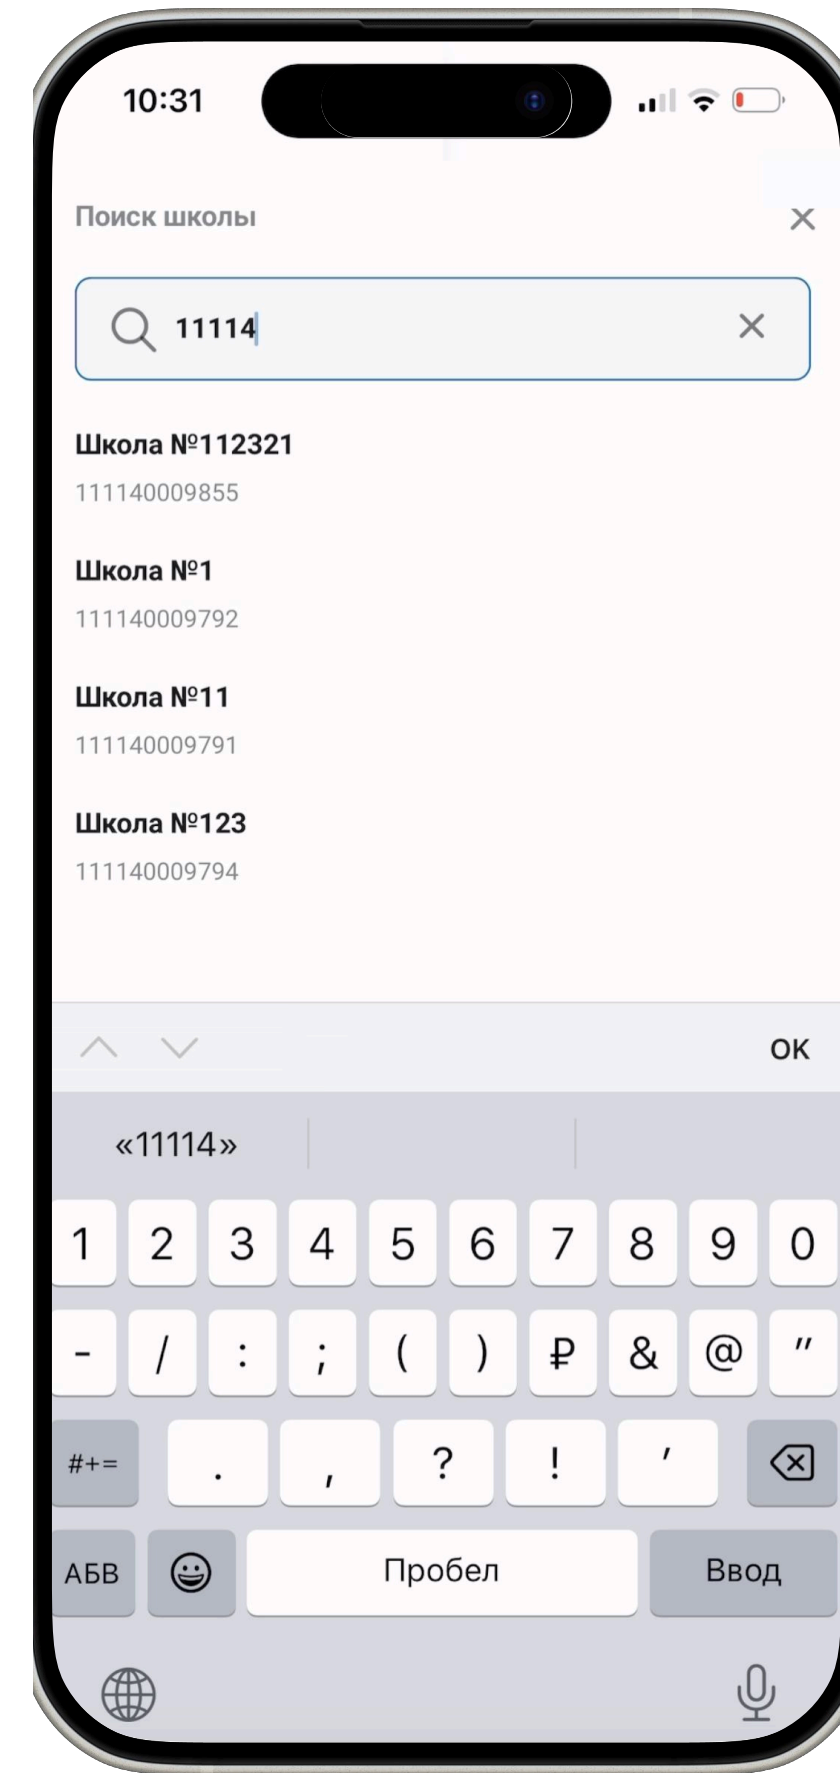 10:31
Поиск школы
11114
Школа №112321
111140009855
Школа №1
111140009792
Школа №11
111140009791
Школа №123
111140009794
OK
«11114»
1 2 3 4 5 6 7 8 9 0
- / : ; ( ) ₽ & @ "
#+= . , ? ! '
АБВ Пробел Ввод